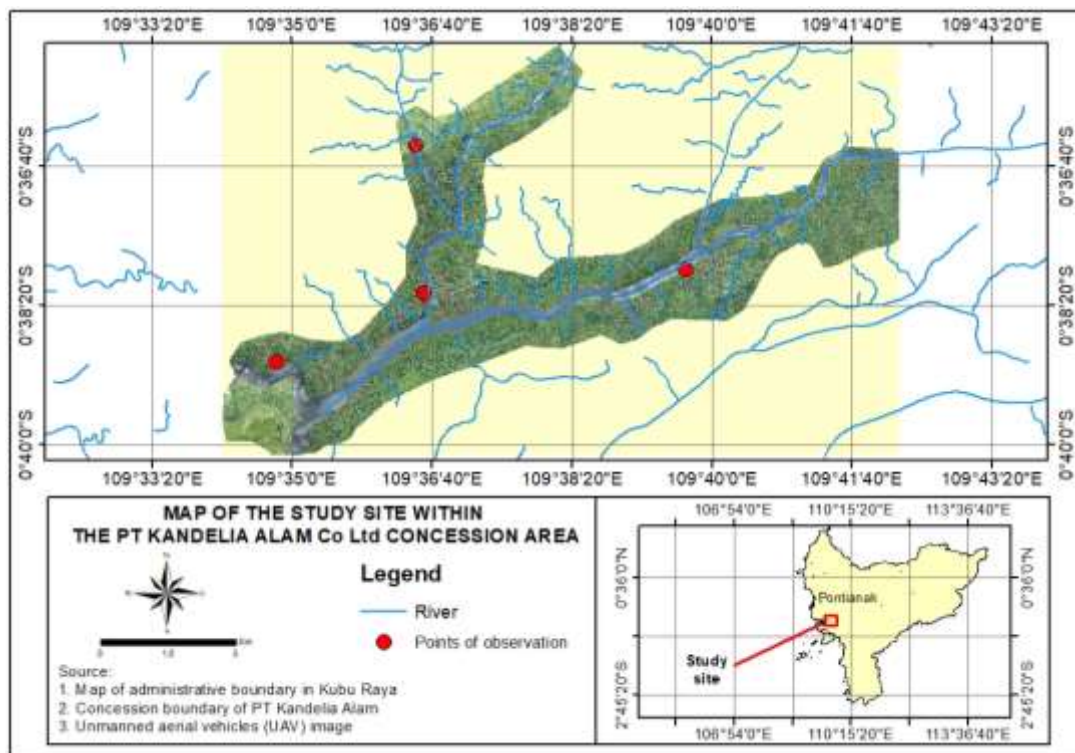 109°33'20"E 109°35'0"E 109°36'40"E 109°38'20"E 109°40'0"E 109°41'40"E 109°43'20"E
0°36'40"S 0°36'40"S
0°38'20"S 0°38'20"S
0°40'0"S 0°40'0"S
109°33'20"E 109°35'0"E 109°36'40"E 109°38'20"E 109°40'0"E 109°41'40"E 109°43'20"E
MAP OF THE STUDY SITE WITHIN
THE PT KANDELIA ALAM Co Ltd CONCESSION AREA
Legend
River
Points of observation
Source:
1. Map of administrative boundary in Kubu Raya
2. Concession boundary of PT Kandelia Alam
3. Unmanned aerial vehicles (UAV) image
106°54'0"E 110°15'20"E 113°36'40"E
0°36'0"N 0°36'0"N
Pontianak
Study
site
2°45'20"S 2°45'20"S
106°54'0"E 110°15'20"E 113°36'40"E